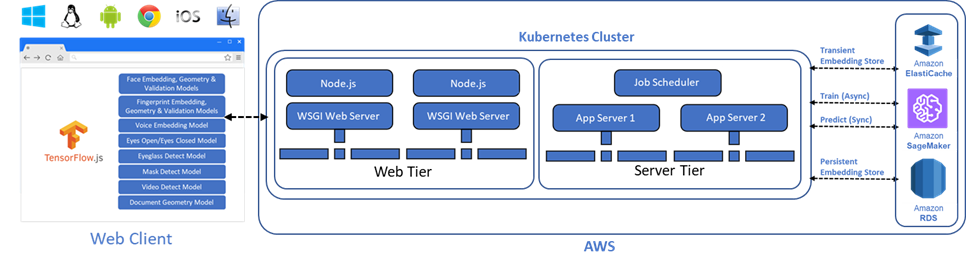 iOS
Face Embedding, Geometry &
Validation Models
Fingerprint Embedding,
Geometry & Validation Models
Voice Embedding Model
Eyes Open/Eyes Closed Model
Eyeglass Detect Model
Mask Detect Model
Video Detect Model
Document Geometry Model
TensorFlow.js
Web Client
Kubernetes Cluster
Node.js
Node.js
WSGI Web Server
WSGI Web Server
Web Tier
Job Scheduler
App Server 1
App Server 2
Server Tier
Transient
Embedding Store
Train (Async)
Predict (Sync)
Persistent
Embedding Store
Amazon
ElastiCache
Amazon
SageMaker
Amazon
RDS
AWS